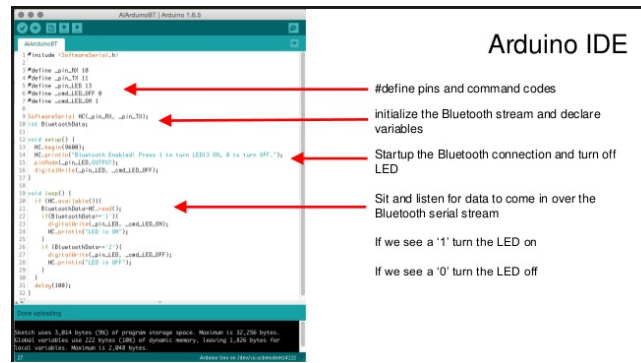 AIArduinoBT | Arduino 1.6.5
AIArduinoBT
1 #include <SoftwareSerial.h>
2
3 #define _pin_RX 10
4 #define _pin_TX 11
5 #define _pin_LED 13
6 #define _cmd_LED_OFF 0
7 #define _cmd_LED_ON 1
8
9 SoftwareSerial HC(_pin_RX, _pin_TX);
10 int BluetoothData;
11
12 void setup() {
13 HC.begin(9600);
14 HC.println("Bluetooth Enabled! Press 1 to turn LED13 ON, 0 to turn OFF.");
15 pinMode(_pin_LED,OUTPUT);
16 digitalWrite(_pin_LED, _cmd_LED_OFF);
17 }
18
19 void loop() {
20 if (HC.available()){
21 BluetoothData=HC.read();
22 if(BluetoothData=='1'){
23 digitalWrite(_pin_LED, _cmd_LED_ON);
24 HC.println("LED is ON");
25 }
26 if (BluetoothData=='2'){
27 digitalWrite(_pin_LED, _cmd_LED_OFF);
28 HC.println("LED is OFF");
29 }
30 }
31 delay(100);
32 }
Done uploading.
Sketch uses 3,014 bytes (9%) of program storage space. Maximum is 32,256 bytes.
Global variables use 222 bytes (10%) of dynamic memory, leaving 1,826 bytes for
local variables. Maximum is 2,048 bytes.
27
Arduino Uno on /dev/cu.usbmodem14221
Arduino IDE
#define pins and command codes
initialize the Bluetooth stream and declare
variables
Startup the Bluetooth connection and turn off
LED
Sit and listen for data to come in over the
Bluetooth serial stream
If we see a '1' turn the LED on
If we see a '0' turn the LED off